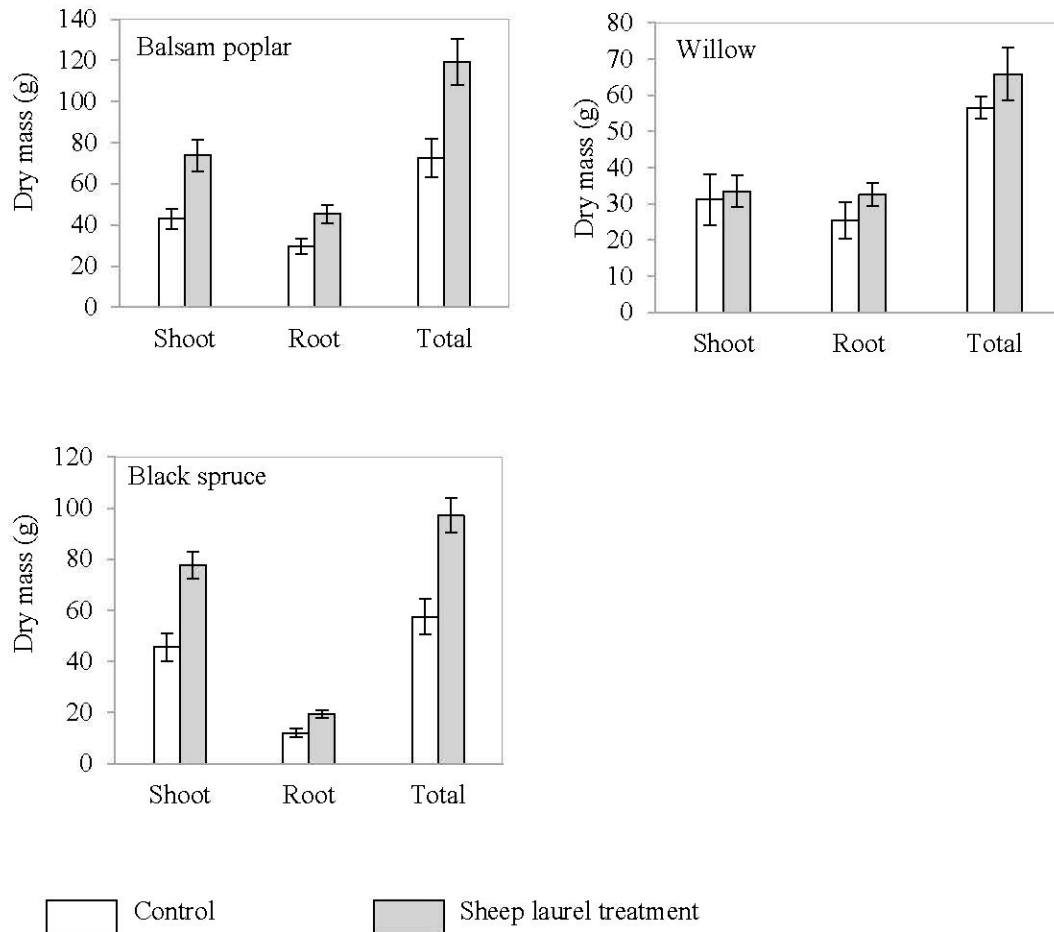 Balsam poplar
Dry mass (g)
140
120
100
80
60
40
20
0
Shoot Root Total
Willow
Dry mass (g)
80
70
60
50
40
30
20
10
0
Shoot Root Total
Black spruce
Dry mass (g)
120
100
80
60
40
20
0
Shoot Root Total
Control Sheep laurel treatment